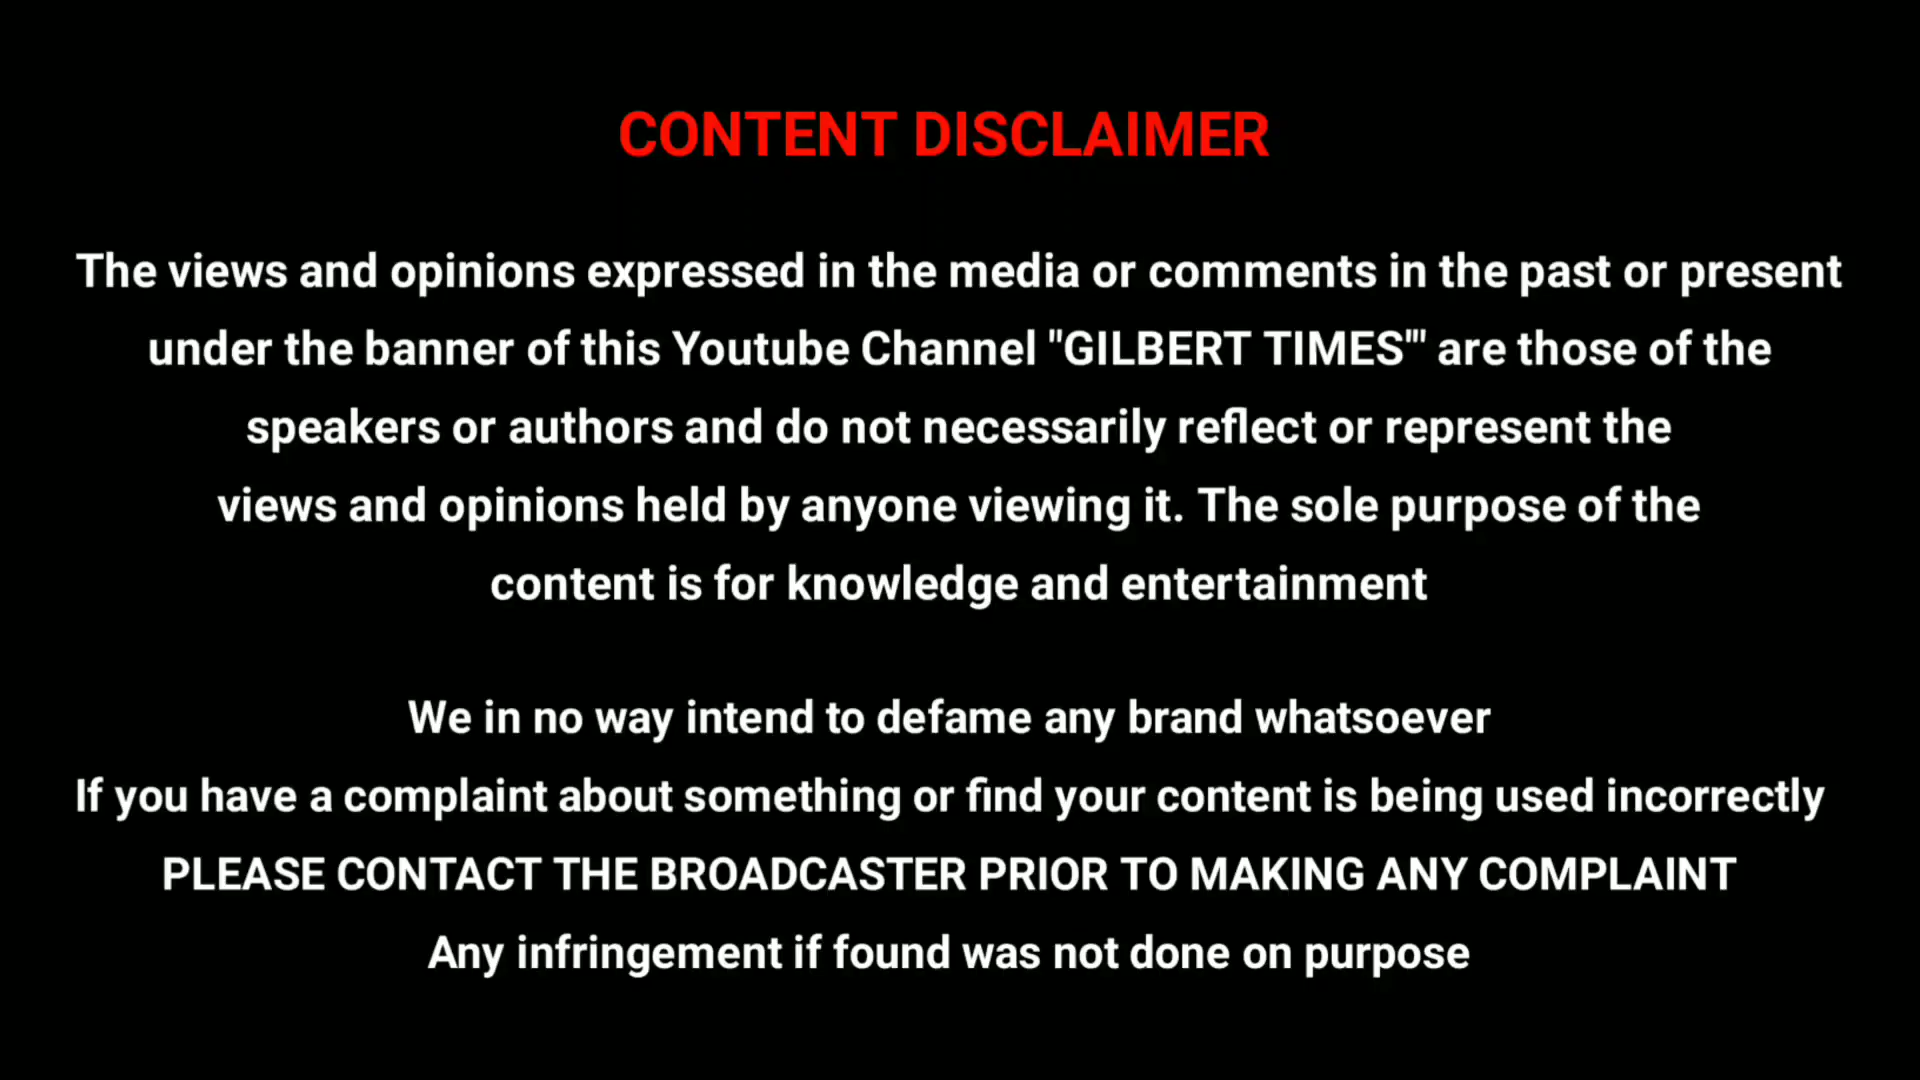 CONTENT DISCLAIMER
The views and opinions expressed in the media or comments in the past or present
under the banner of this Youtube Channel "GILBERT TIMES"' are those of the
speakers or authors and do not necessarily reflect or represent the
views and opinions held by anyone viewing it. The sole purpose of the
content is for knowledge and entertainment
We in no way intend to defame any brand whatsoever
If you have a complaint about something or find your content is being used incorrectly
PLEASE CONTACT THE BROADCASTER PRIOR TO MAKING ANY COMPLAINT
Any infringement if found was not done on purpose